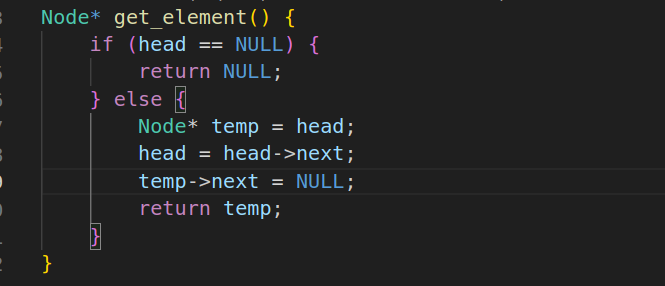 Node* get_element() {
    if (head == NULL) {
        return NULL;
    } else {
        Node* temp = head;
        head = head->next;
        temp->next = NULL;
        return temp;
    }
}